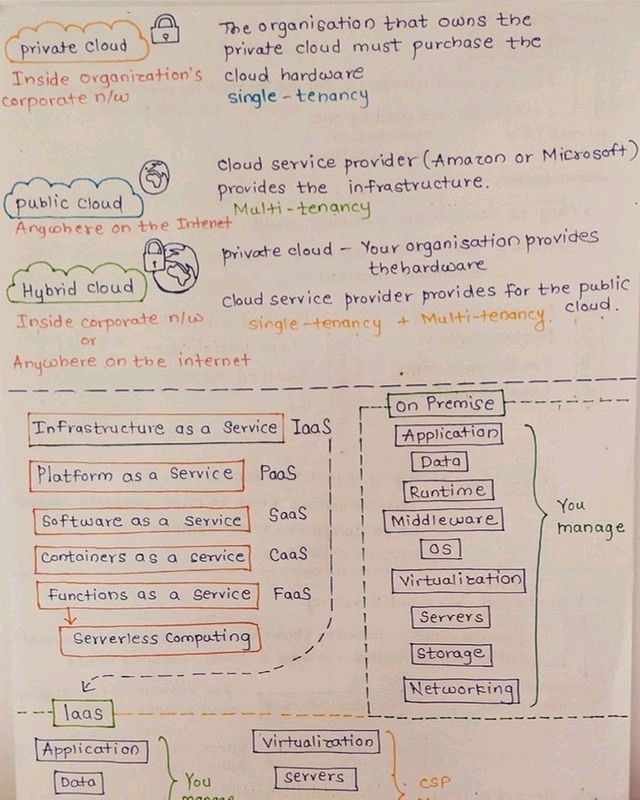 private cloud
Inside Organization's
corporate n/w
The organisation that owns the
private cloud must purchase the
cloud hardware
single-tenancy
public cloud
Anywhere on the Internet
cloud service provider (Amazon or Microsoft)
provides the infrastructure.
Multi-tenancy
Hybrid cloud
Inside corporate n/w
or
Anywhere on the internet
private cloud - Your organisation provides
the hardware
cloud service provider provides for the public
cloud.
single-tenancy + Multi-tenancy
Infrastructure as a Service IaaS
Platform as a Service PaaS
Software as a Service SaaS
Containers as a service CaaS
Functions as a Service FaaS
Serverless Computing
On Premise
Application
Data
Runtime
Middleware
OS
Virtualization
Servers
Storage
Networking
You
manage
IaaS
Application
Data
You
manage
Virtualization
Servers
CSP